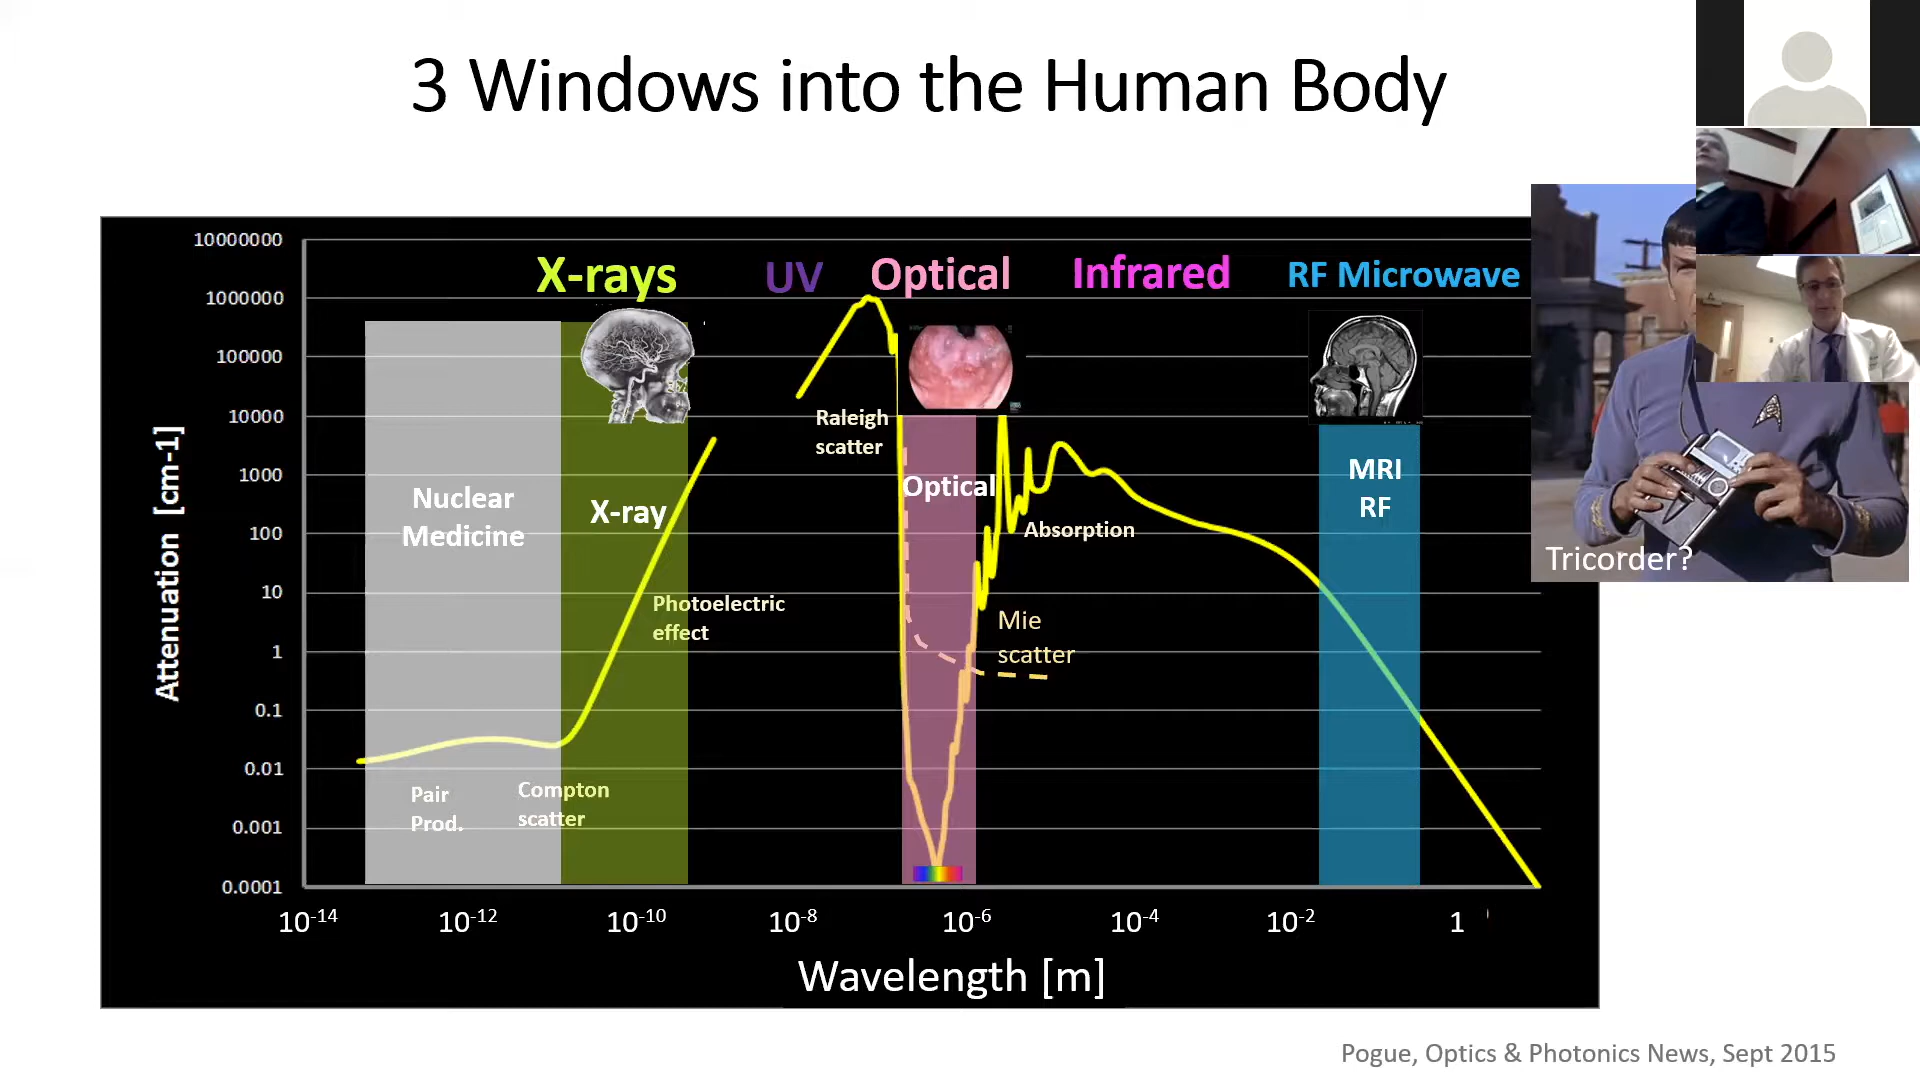 3 Windows into the Human Body
X-rays
UV
Optical
Infrared
RF Microwave
10000000
1000000
100000
10000
1000
100
10
1
0.1
0.01
0.001
0.0001
Attenuation [cm-1]
Nuclear
Medicine
X-ray
Photoelectric
effect
Pair
Prod.
Compton
scatter
Raleigh
scatter
Optical
Absorption
Mie
scatter
MRI
RF
Tricorder?
10-14
10-12
10-10
10-8
10-6
10-4
10-2
1
Wavelength [m]
Pogue, Optics & Photonics News, Sept 2015